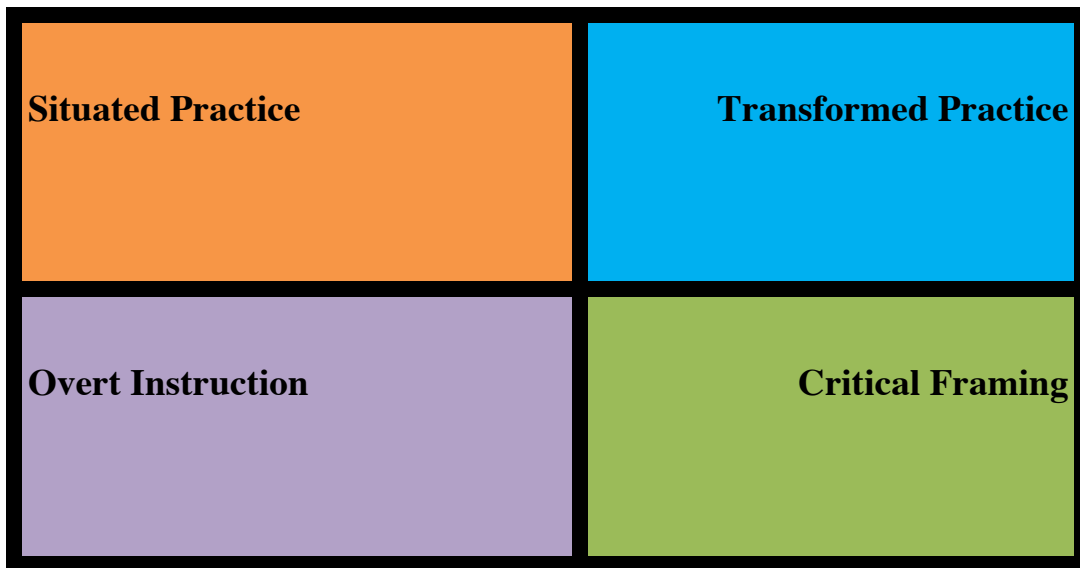 Situated Practice
Transformed Practice
Overt Instruction
Critical Framing